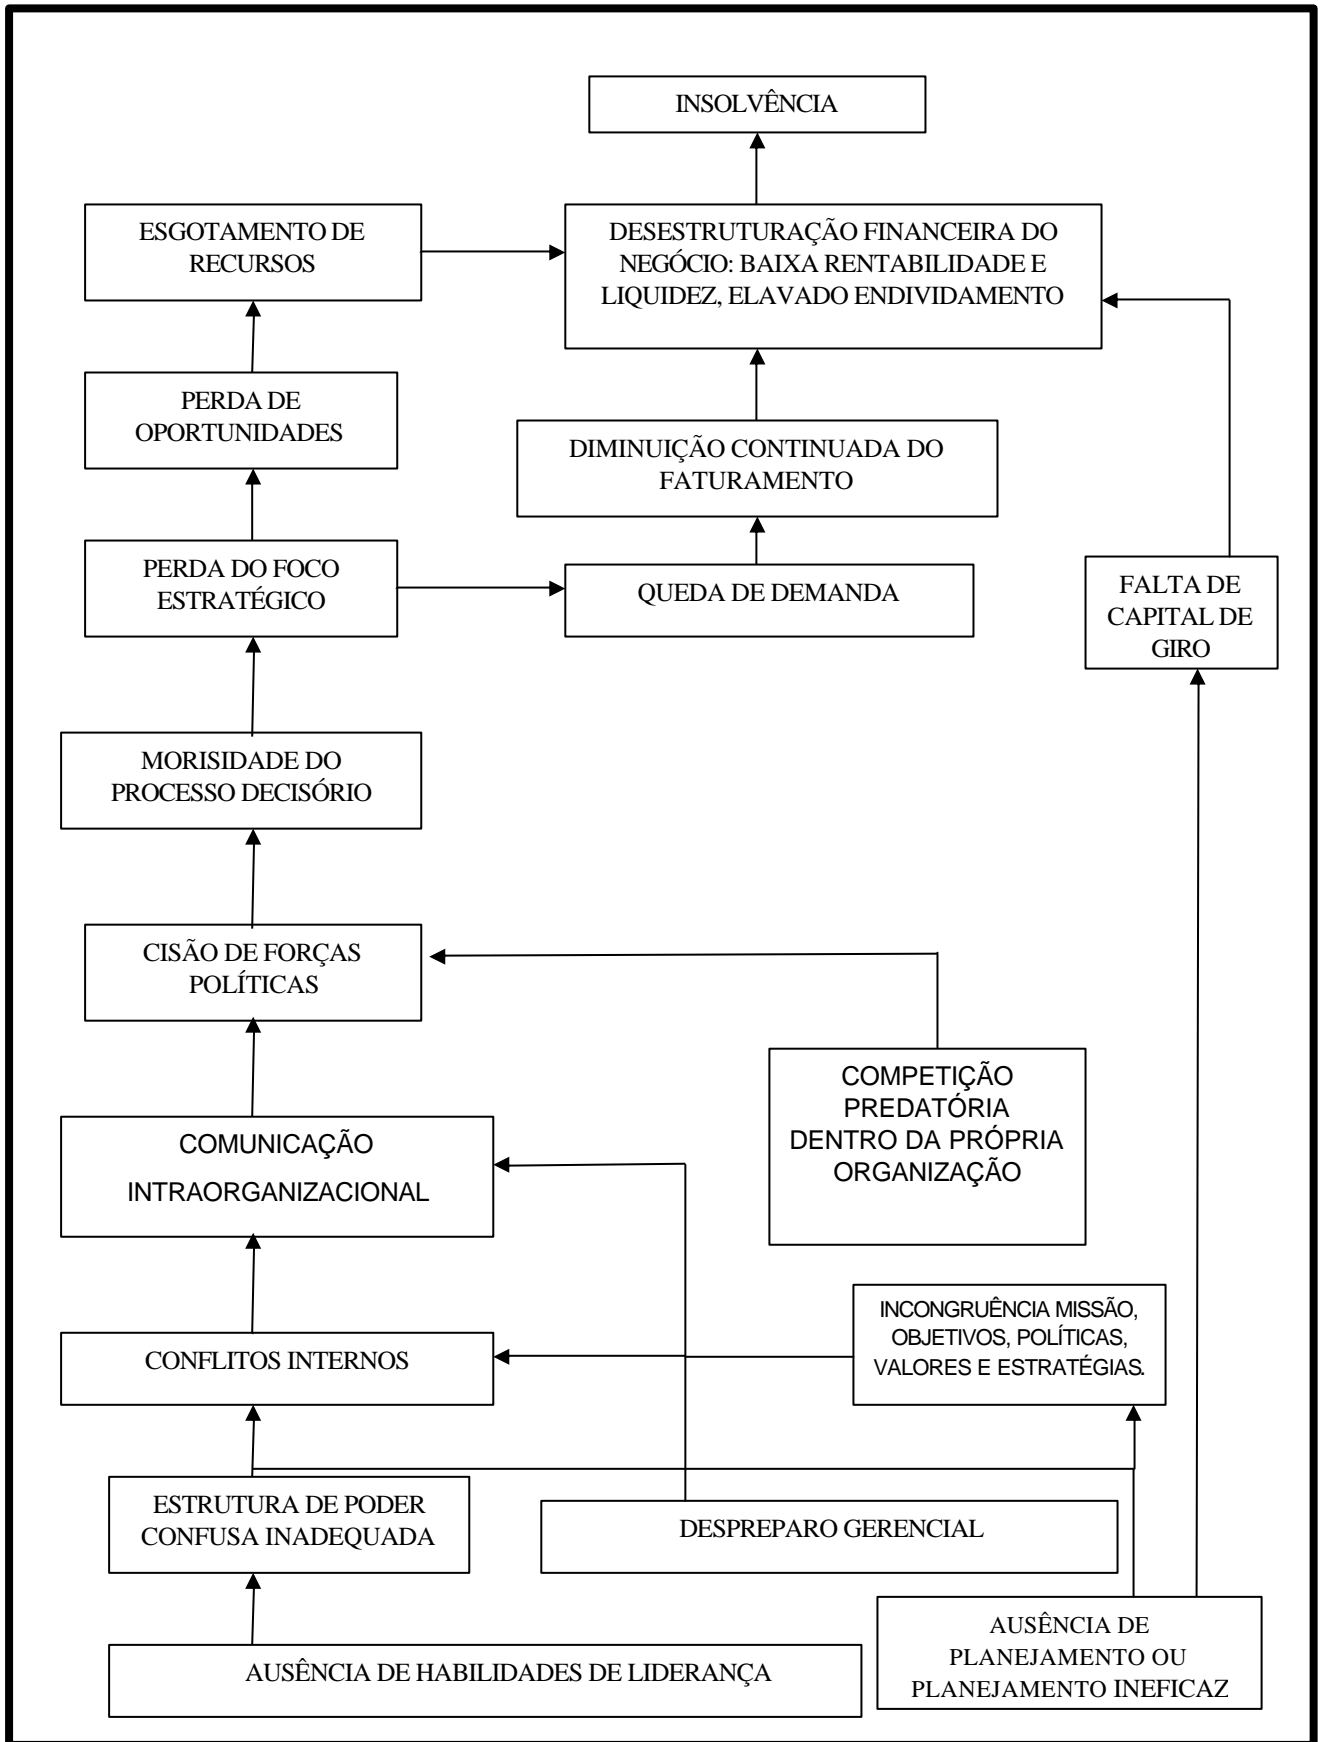 INSOLVÊNCIA
ESGOTAMENTO DE
RECURSOS
DESESTRUTURAÇÃO FINANCEIRA DO
NEGÓCIO: BAIXA RENTABILIDADE E
LIQUIDEZ, ELAVADO ENDIVIDAMENTO
PERDA DE
OPORTUNIDADES
DIMINUIÇÃO CONTINUADA DO
FATURAMENTO
PERDA DO FOCO
ESTRATÉGICO
QUEDA DE DEMANDA
FALTA DE
CAPITAL DE
GIRO
MORISIDADE DO
PROCESSO DECISÓRIO
CISÃO DE FORÇAS
POLÍTICAS
COMPETIÇÃO
PREDATÓRIA
DENTRO DA PRÓPRIA
ORGANIZAÇÃO
COMUNICAÇÃO
INTRAORGANIZACIONAL
INCONGRUÊNCIA MISSÃO,
OBJETIVOS, POLÍTICAS,
VALORES E ESTRATÉGIAS.
CONFLITOS INTERNOS
ESTRUTURA DE PODER
CONFUSA INADEQUADA
DESPREPARO GERENCIAL
AUSÊNCIA DE
PLANEJAMENTO OU
PLANEJAMENTO INEFICAZ
AUSÊNCIA DE HABILIDADES DE LIDERANÇA